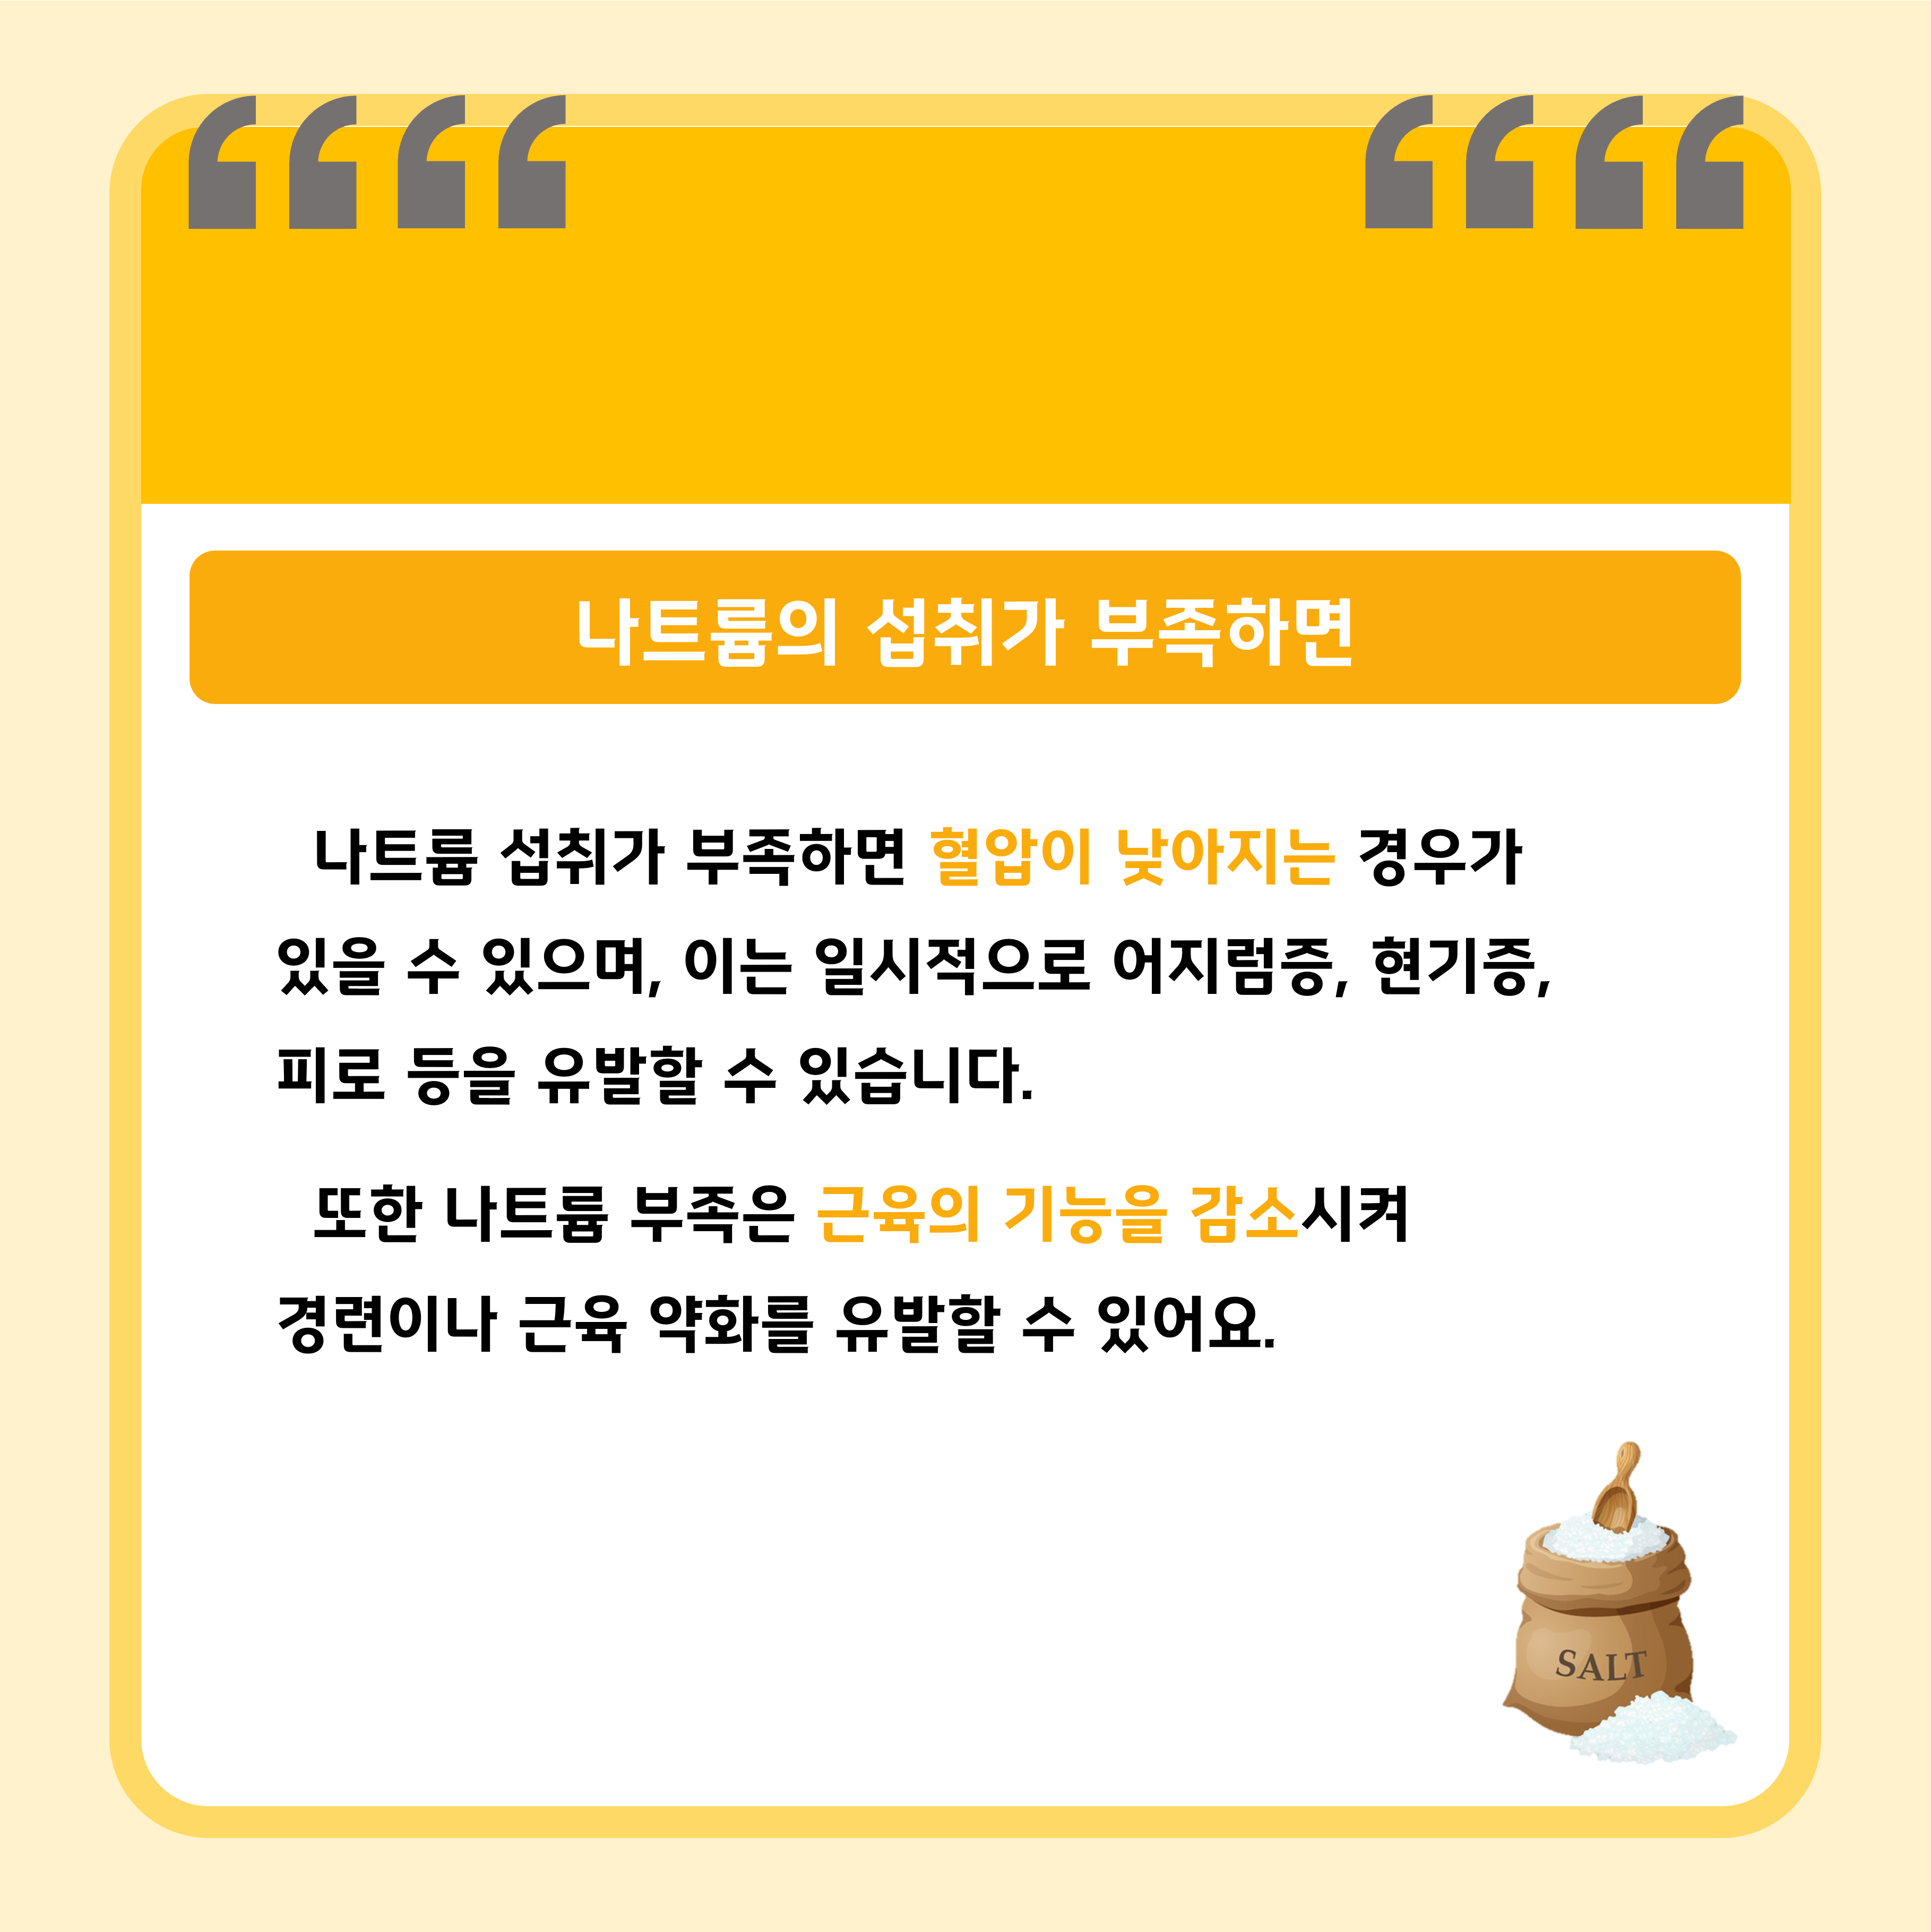 나트륨의 섭취가 부족하면
나트륨 섭취가 부족하면 혈압이 낮아지는 경우가
있을 수 있으며, 이는 일시적으로 어지럼증, 현기증,
피로 등을 유발할 수 있습니다.
또한 나트륨 부족은 근육의 기능을 감소시켜
경련이나 근육 약화를 유발할 수 있어요.
SALT